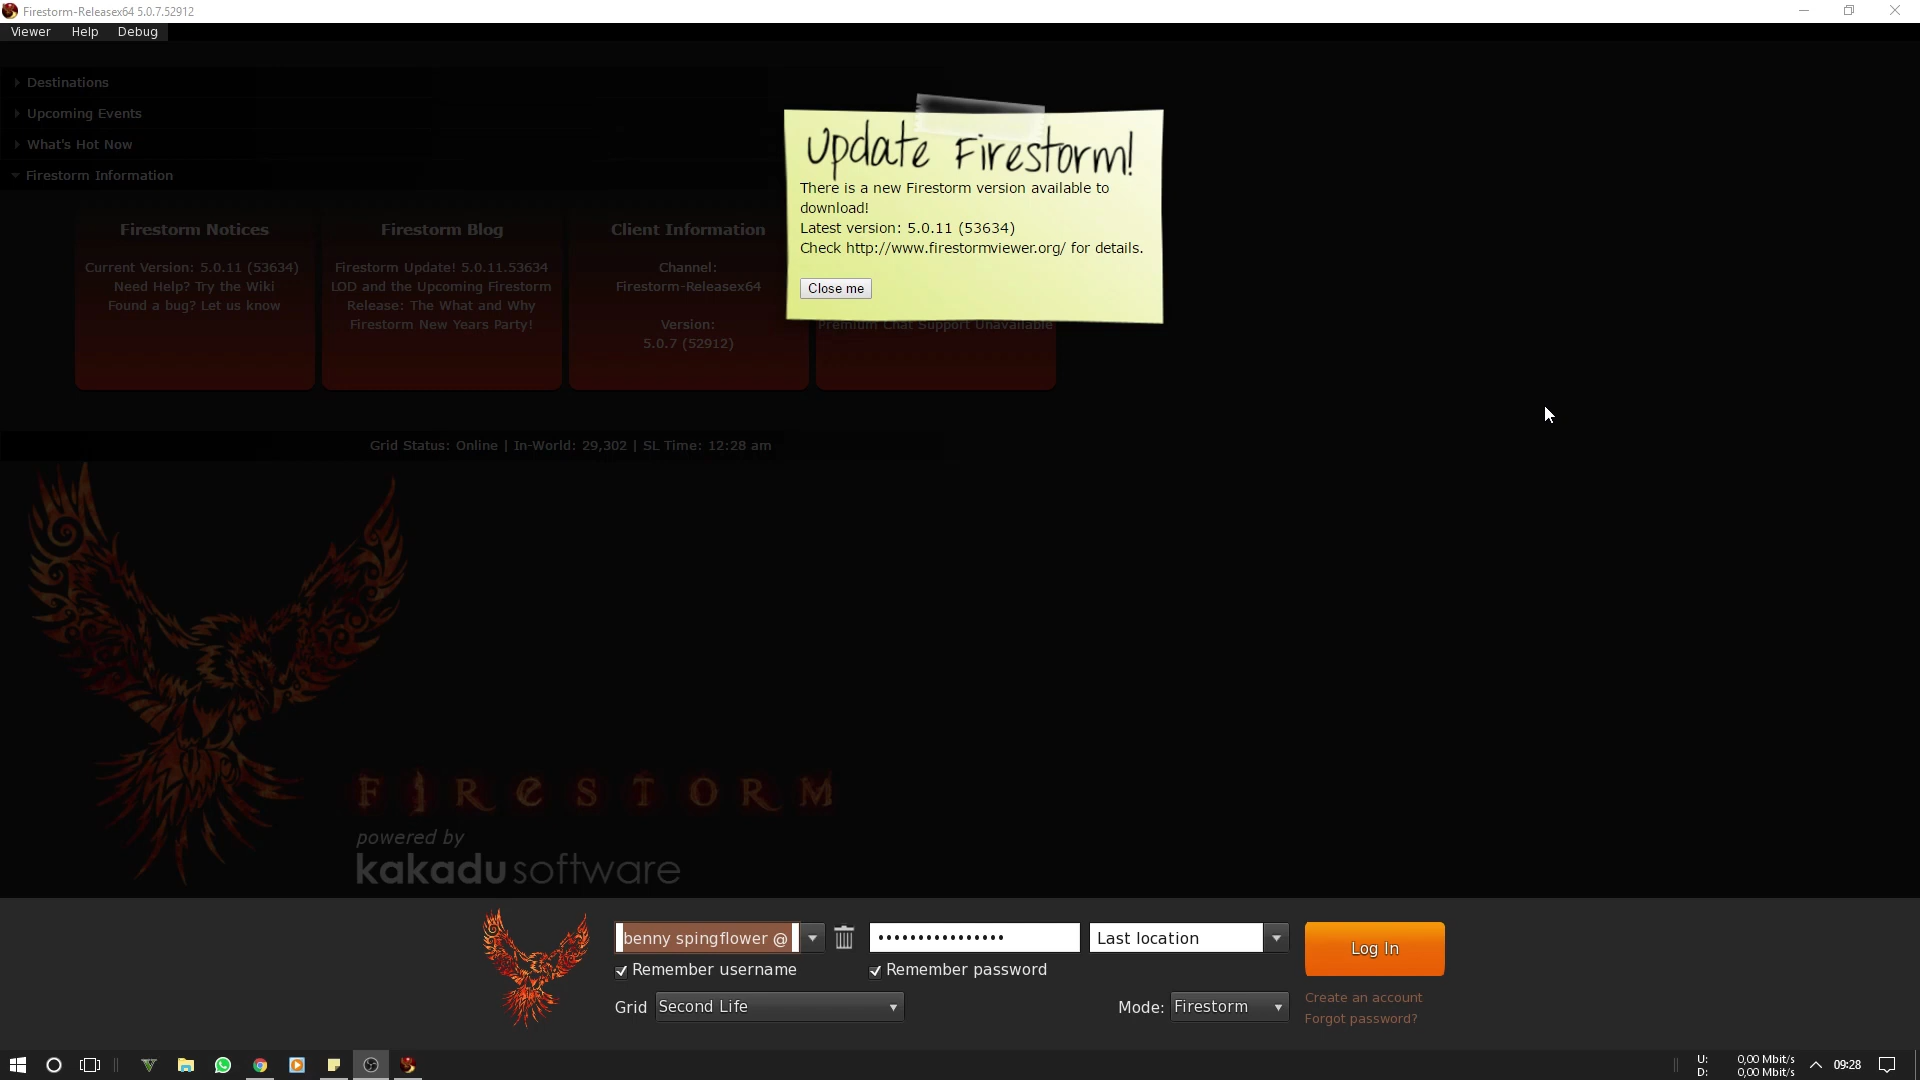 Firestorm-Releasex64 5.0.7.52912
Viewer Help Debug
Destinations
Upcoming Events
What's Hot Now
Firestorm Information
Update Firestorm!
There is a new Firestorm version available to
download!
Latest version: 5.0.11 (53634)
Check http://www.firestormviewer.org/ for details.
Close me
Firestorm Notices
Current Version: 5.0.11 (53634)
Need Help? Try the Wiki
Found a bug? Let us know
Firestorm Blog
Firestorm Update! 5.0.11.53634
LOD and the Upcoming Firestorm
Release: The What and Why
Firestorm New Years Party!
Client Information
Channel:
Firestorm-Releasex64
Version:
5.0.7 (52912)
Premium Chat Support Unavailable
Grid Status: Online | In-World: 29,302 | SL Time: 12:28 am
FIRESTORM
powered by
kakadu software
benny spingflower @
Last location
Log In
Remember username
Remember password
Grid Second Life
Mode: Firestorm
Create an account
Forgot password?
U: 0,00 Mbit/s
D: 0,00 Mbit/s
09:28